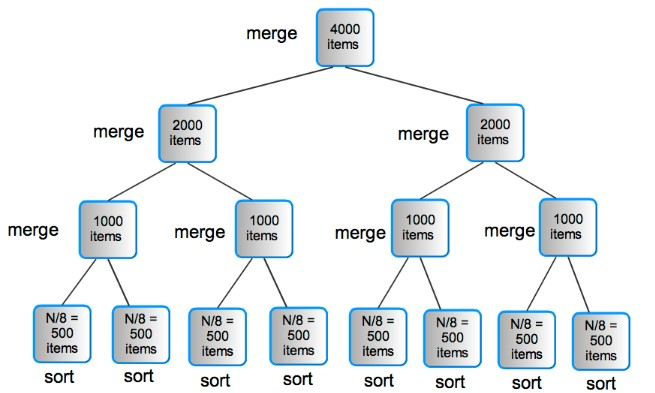 merge
4000
items
merge
2000
items
merge
2000
items
merge
1000
items
merge
1000
items
merge
1000
items
merge
1000
items
N/8 =
500
items
N/8 =
500
items
N/8 =
500
items
N/8 =
500
items
N/8 =
500
items
N/8 =
500
items
N/8 =
500
items
N/8 =
500
items
sort
sort
sort
sort
sort
sort
sort
sort